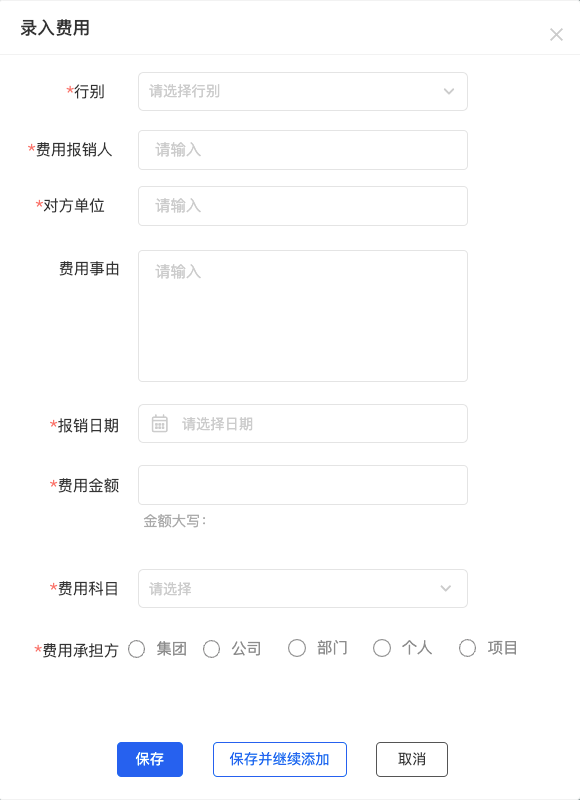 录入费用
*行别 请选择行别
*费用报销人 请输入
*对方单位 请输入
费用事由 请输入
*报销日期 请选择日期
*费用金额
金额大写：
*费用科目 请选择
*费用承担方 集团 公司 部门 个人 项目
保存 保存并继续添加 取消